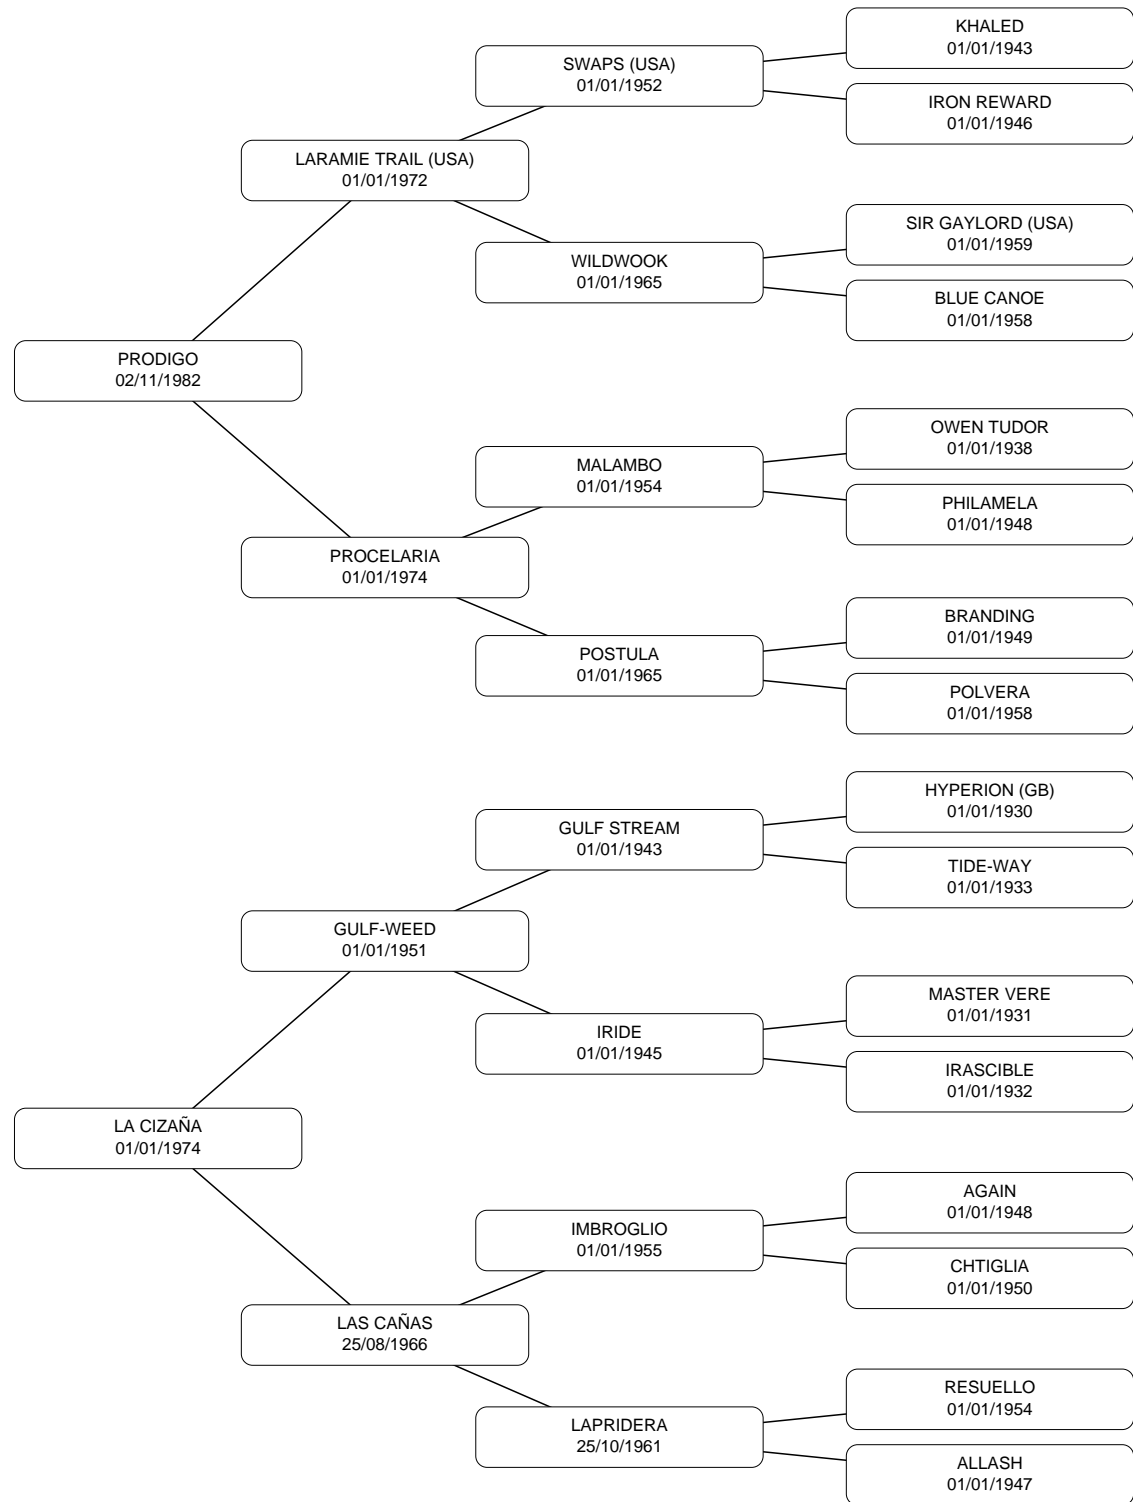 KHALED
01/01/1943
SWAPS (USA)
01/01/1952
IRON REWARD
01/01/1946
LARAMIE TRAIL (USA)
01/01/1972
SIR GAYLORD (USA)
01/01/1959
WILDWOOK
01/01/1965
BLUE CANOE
01/01/1958
PRODIGO
02/11/1982
OWEN TUDOR
01/01/1938
MALAMBO
01/01/1954
PHILAMELA
01/01/1948
PROCELARIA
01/01/1974
BRANDING
01/01/1949
POSTULA
01/01/1965
POLVERA
01/01/1958
HYPERION (GB)
01/01/1930
GULF STREAM
01/01/1943
TIDE-WAY
01/01/1933
GULF-WEED
01/01/1951
MASTER VERE
01/01/1931
IRIDE
01/01/1945
IRASCIBLE
01/01/1932
LA CIZAÑA
01/01/1974
AGAIN
01/01/1948
IMBROGLIO
01/01/1955
CHTIGLIA
01/01/1950
LAS CAÑAS
25/08/1966
RESUELLO
01/01/1954
LAPRIDERA
25/10/1961
ALLASH
01/01/1947